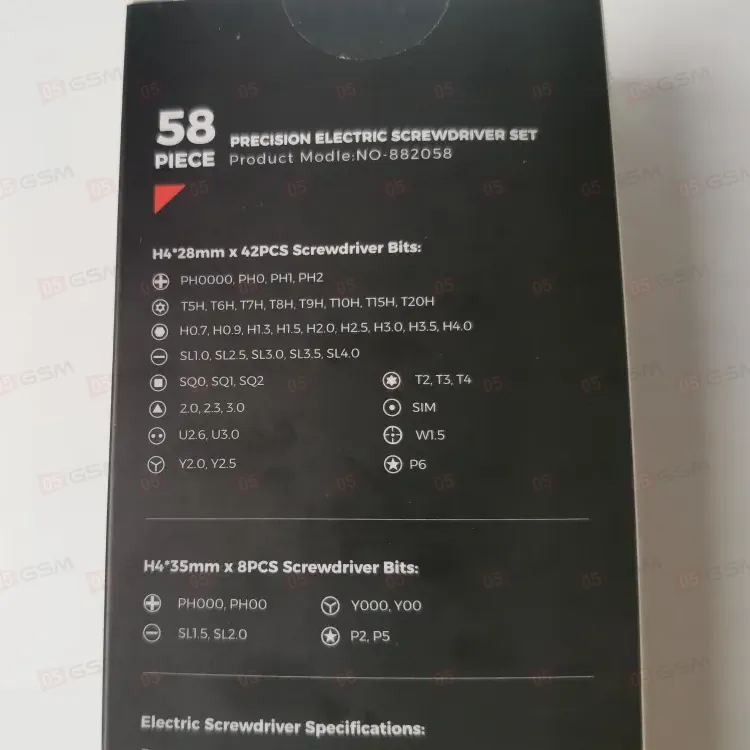 58
PIECE
PRECISION ELECTRIC SCREWDRIVER SET
Product Modle:NO-882058
H4*28mm x 42PCS Screwdriver Bits:
PH0000, PH0, PH1, PH2
T5H, T6H, T7H, T8H, T9H, T10H, T15H, T20H
H0.7, H0.9, H1.3, H1.5, H2.0, H2.5, H3.0, H3.5, H4.0
SL1.0, SL2.5, SL3.0, SL3.5, SL4.0
SQ0, SQ1, SQ2
T2, T3, T4
2.0, 2.3, 3.0
SIM
U2.6, U3.0
W1.5
Y2.0, Y2.5
P6
H4*35mm x 8PCS Screwdriver Bits:
PH000, PH00
Y000, Y00
SL1.5, SL2.0
P2, P5
Electric Screwdriver Specifications:
05 GSM